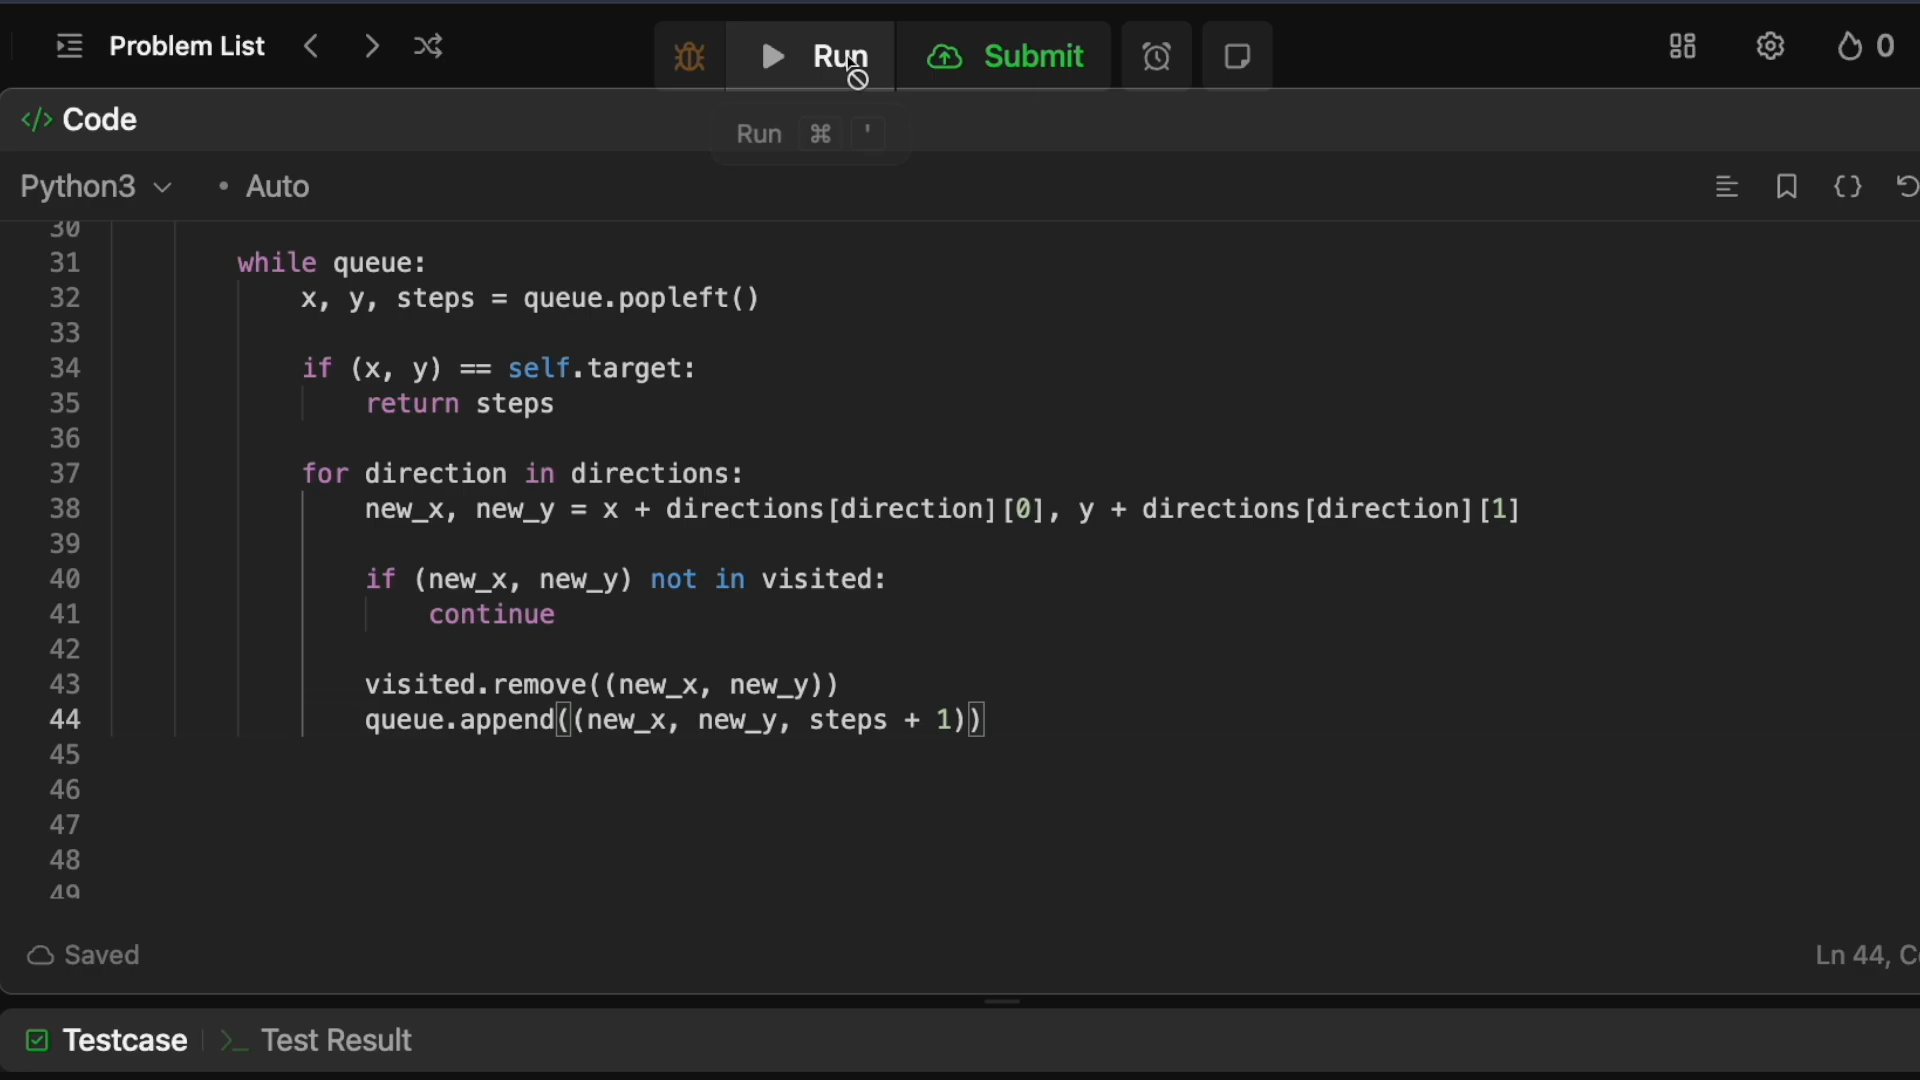 Problem List
Run
Submit
0
</> Code
Run ⌘ '
Python3 • Auto
30
31 while queue:
32 x, y, steps = queue.popleft()
33
34 if (x, y) == self.target:
35 return steps
36
37 for direction in directions:
38 new_x, new_y = x + directions[direction][0], y + directions[direction][1]
39
40 if (new_x, new_y) not in visited:
41 continue
42
43 visited.remove((new_x, new_y))
44 queue.append((new_x, new_y, steps + 1))
45
46
47
48
49
Saved
Ln 44,
Testcase
Test Result